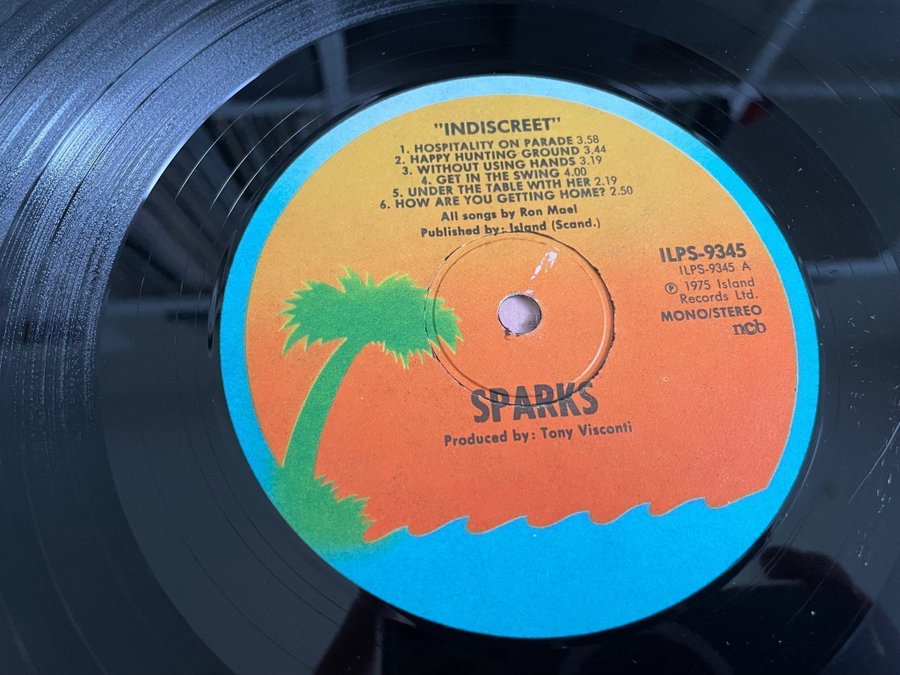 "INDISCREET"
1. HOSPITALITY ON PARADE 3.58
2. HAPPY HUNTING GROUND 3.44
3. WITHOUT USING HANDS 3.19
4. GET IN THE SWING 4.00
5. UNDER THE TABLE WITH HER 2.19
6. HOW ARE YOU GETTING HOME? 2.50
All songs by Ron Mael
Published by: Island (Scand.)
ILPS-9345
ILPS-9345 A
℗ 1975 Island
Records Ltd.
MONO/STEREO
ncb
SPARKS
Produced by: Tony Visconti